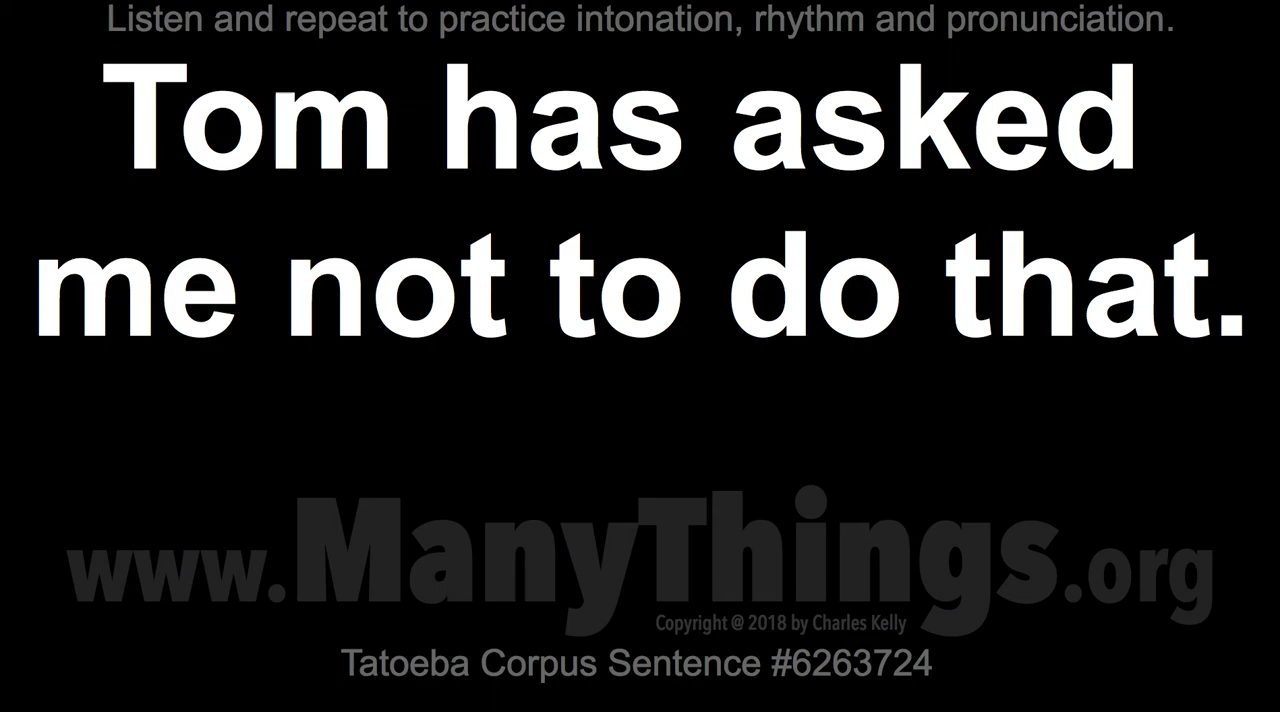 Listen and repeat to practice intonation, rhythm and pronunciation.
Tom has asked
me not to do that.
www.ManyThings.org
Copyright @ 2018 by Charles Kelly
Tatoeba Corpus Sentence #6263724